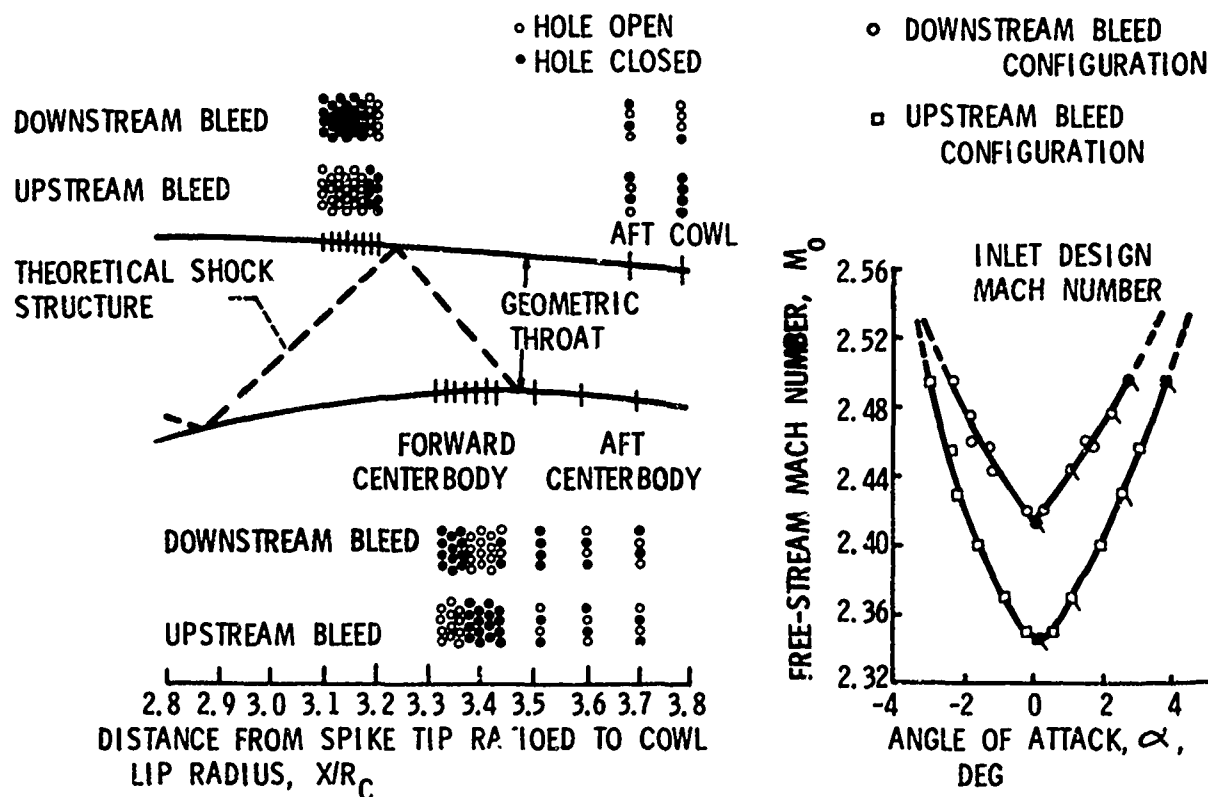 ○ HOLE OPEN
● HOLE CLOSED
DOWNSTREAM BLEED
UPSTREAM BLEED
AFT COWL
THEORETICAL SHOCK
STRUCTURE
GEOMETRIC
THROAT
FORWARD
CENTERBODY
AFT
CENTERBODY
DOWNSTREAM BLEED
UPSTREAM BLEED
2.8 2.9 3.0 3.1 3.2 3.3 3.4 3.5 3.6 3.7 3.8
DISTANCE FROM SPIKE TIP RATIOED TO COWL
LIP RADIUS, X/R_C
○ DOWNSTREAM BLEED
CONFIGURATION
□ UPSTREAM BLEED
CONFIGURATION
INLET DESIGN
MACH NUMBER
FREE-STREAM MACH NUMBER, M_0
2.56
2.52
2.48
2.44
2.40
2.36
2.32
-4 -2 0 2 4
ANGLE OF ATTACK, α,
DEG